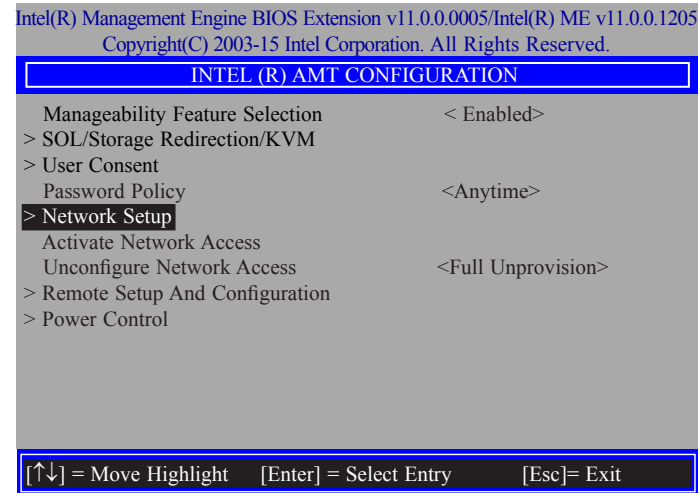 Intel(R) Management Engine BIOS Extension v11.0.0.0005/Intel(R) ME v11.0.0.1205
Copyright(C) 2003-15 Intel Corporation. All Rights Reserved.
INTEL (R) AMT CONFIGURATION
Manageability Feature Selection < Enabled>
> SOL/Storage Redirection/KVM
> User Consent
Password Policy <Anytime>
> Network Setup
Activate Network Access
Unconfigure Network Access <Full Unprovision>
> Remote Setup And Configuration
> Power Control
[↑↓] = Move Highlight [Enter] = Select Entry [Esc]= Exit